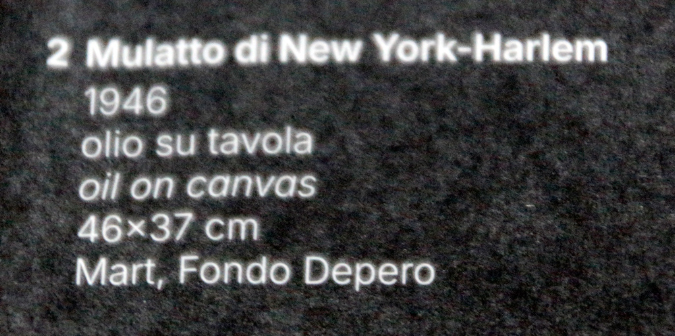 2 Mulatto di New York-Harlem
1946
olio su tavola
oil on canvas
46×37 cm
Mart, Fondo Depero